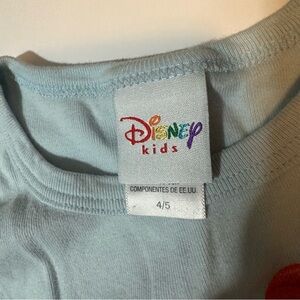 Disney
kids
COMPONENTES DE EE.UU.
4/5